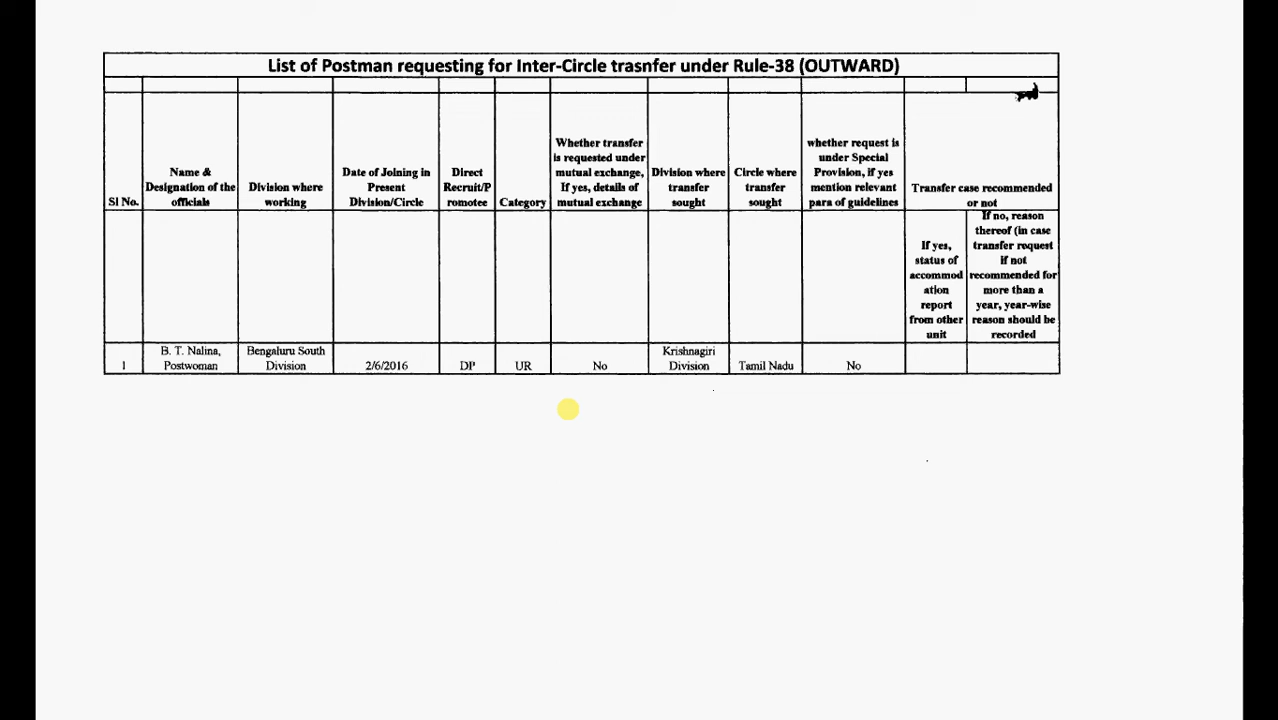 List of Postman requesting for Inter-Circle trasnfer under Rule-38 (OUTWARD)
Sl No.
Name &
Designation of the
officials
Division where
working
Date of Joining in
Present
Division/Circle
Direct
Recruit/P
romotee
Category
Whether transfer
is requested under
mutual exchange,
If yes, details of
mutual exchange
Division where
transfer
sought
Circle where
transfer
sought
whether request is
under Special
Provision, if yes
mention relevant
para of guidelines
Transfer case recommended
or not
If yes,
status of
accommod
ation
report
from other
unit
If no, reason
thereof (in case
transfer request
if not
recommended for
more than a
year, year-wise
reason should be
recorded
1
B. T. Nalina,
Postwoman
Bengaluru South
Division
2/6/2016
DP
UR
No
Krishnagiri
Division
Tamil Nadu
No